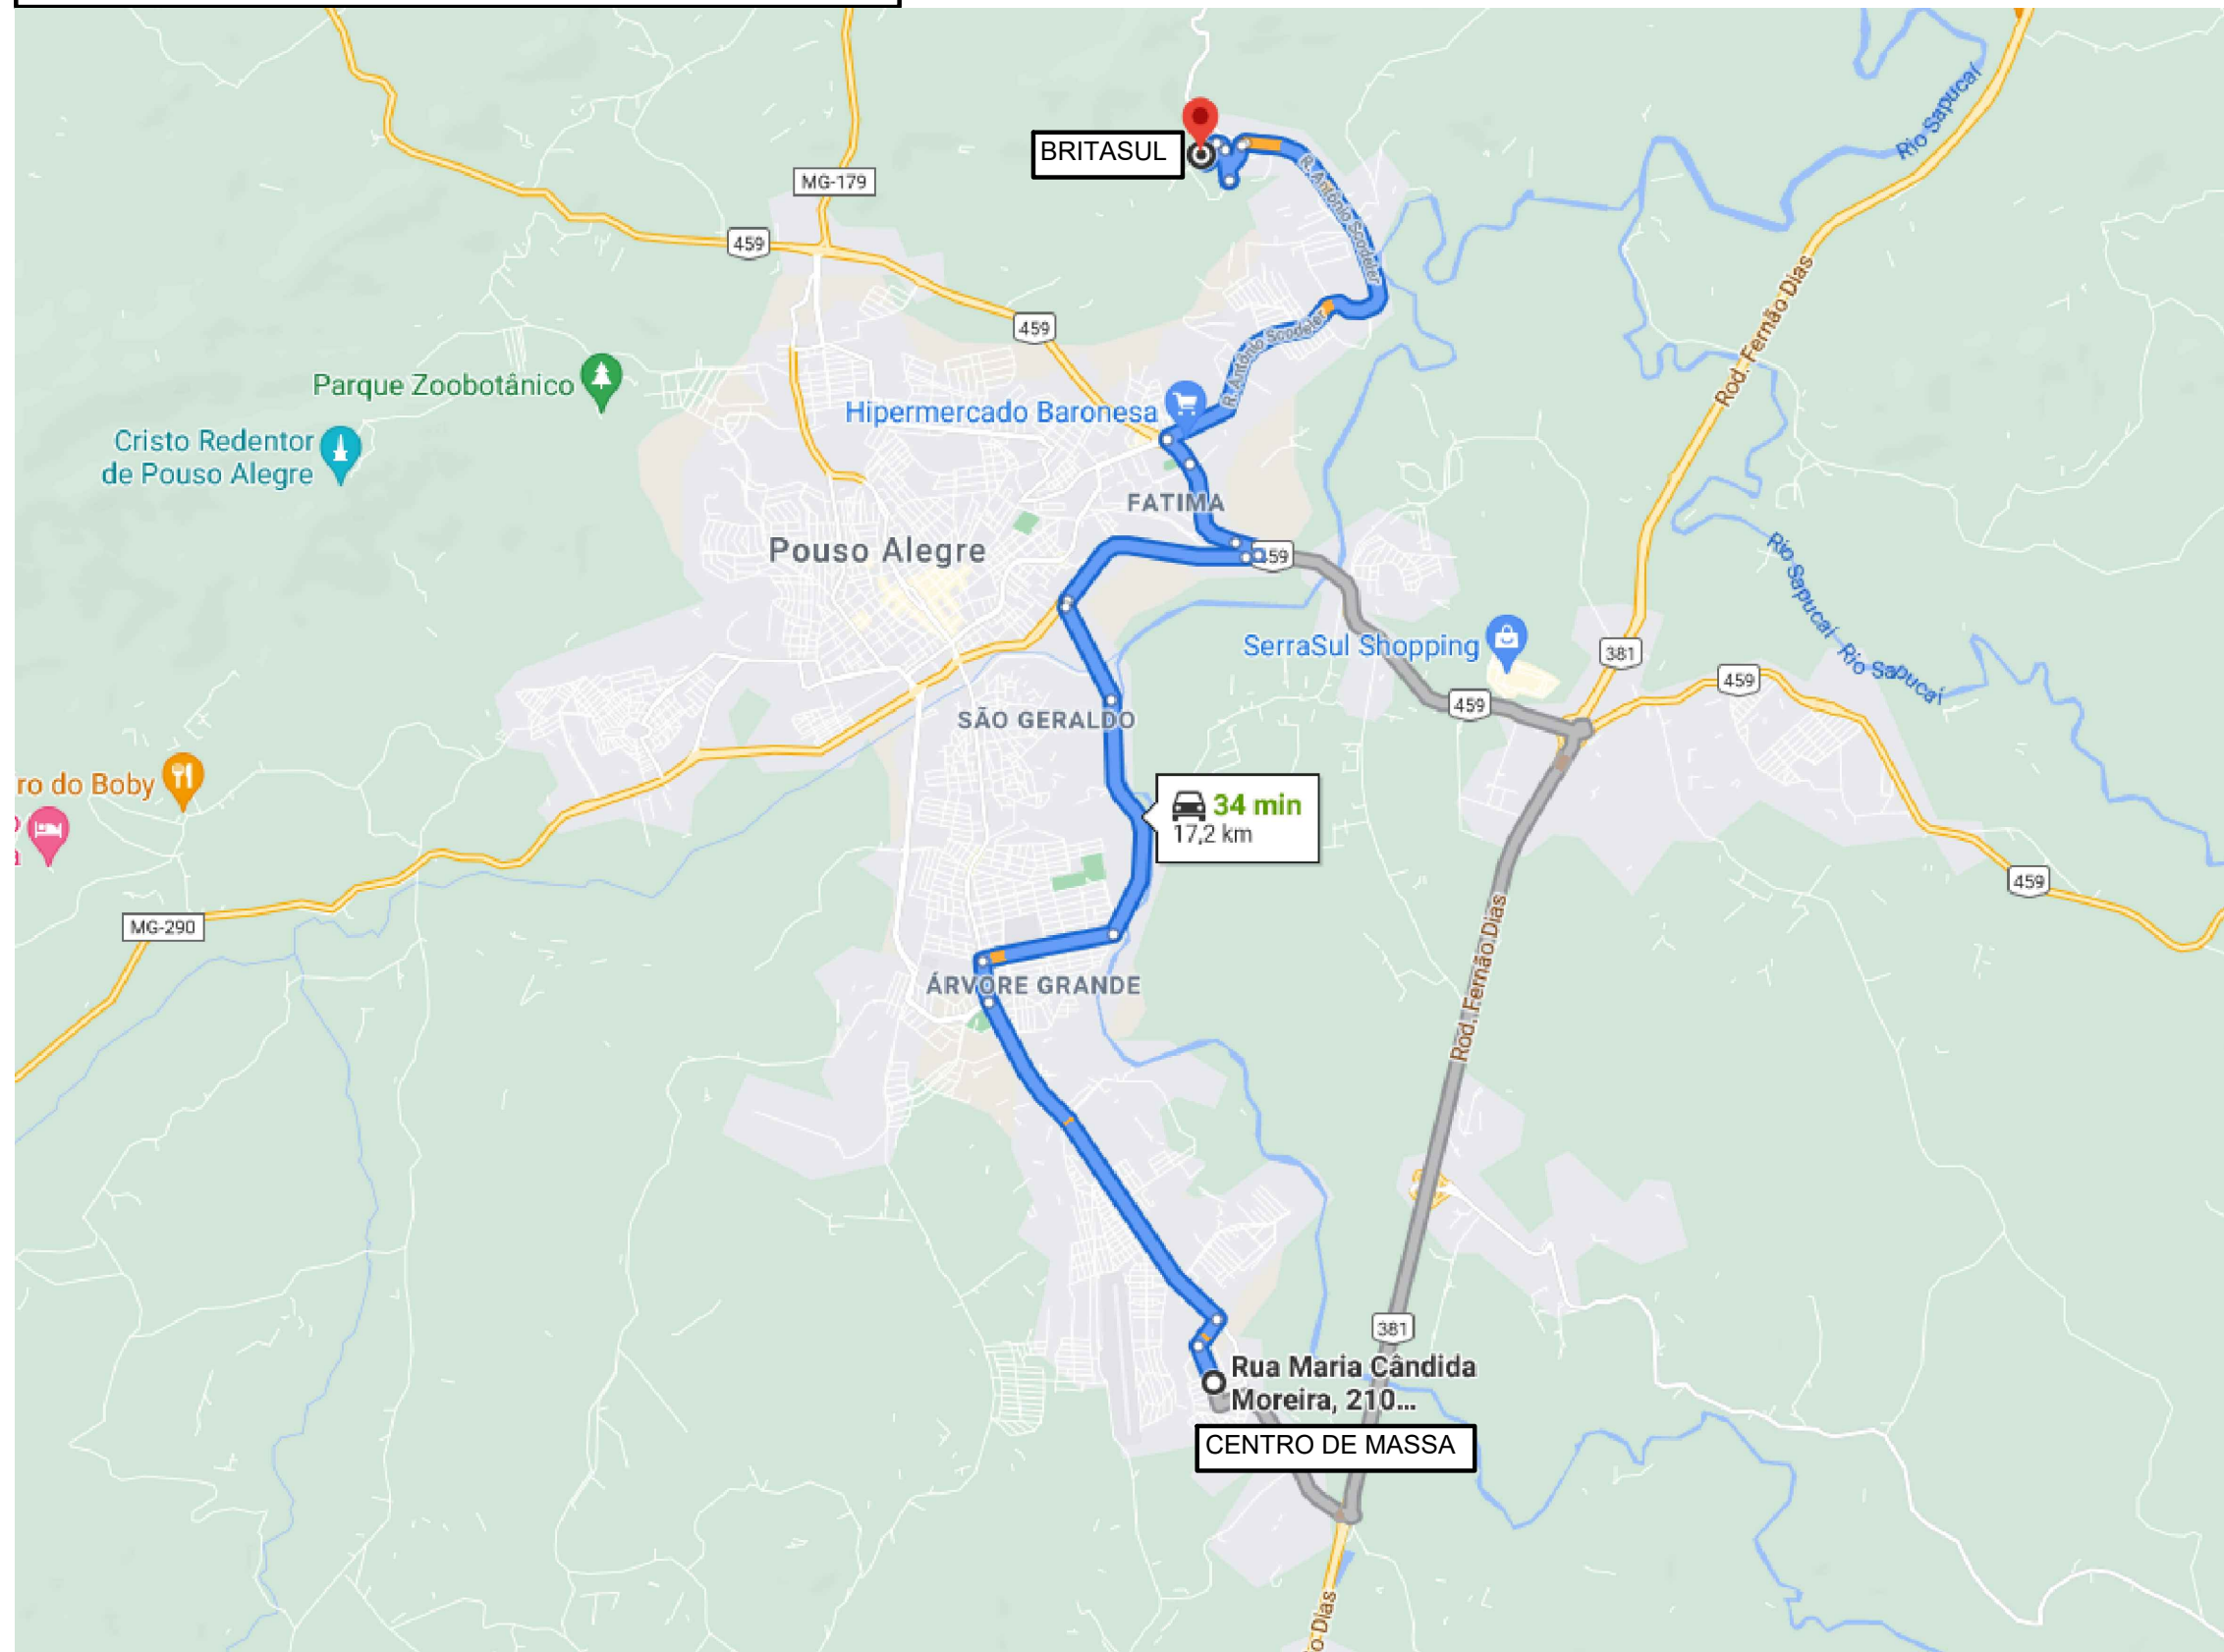 Rio Sapucaí
BRITASUL
MG-179
R. Antônio Scodeler
459
459
Rod. Fernão Dias
R. Antônio Scodeler
Parque Zoobotânico
Hipermercado Baronesa
Cristo Redentor
de Pouso Alegre
FATIMA
Pouso Alegre
459
Rio Sapucaí
Rio Sapucaí
SerraSul Shopping
381
459
459
SÃO GERALDO
ro do Boby
34 min
17,2 km
459
MG-290
Rod. Fernão Dias
ÁRVORE GRANDE
381
Rua Maria Cândida
Moreira, 210...
CENTRO DE MASSA
o Dias